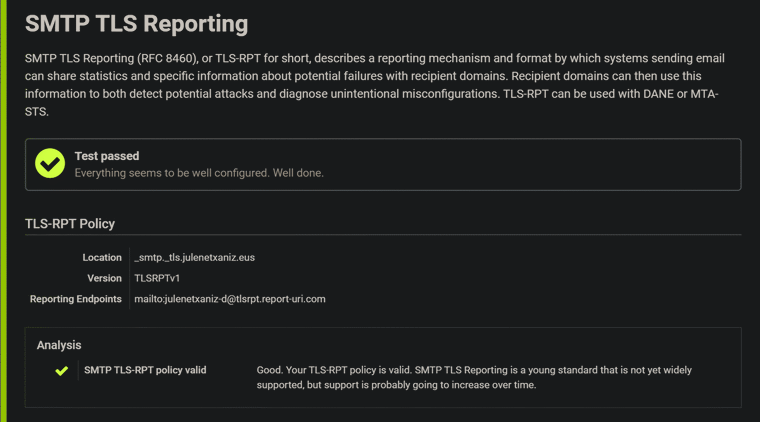 SMTP TLS Reporting
SMTP TLS Reporting (RFC 8460), or TLS-RPT for short, describes a reporting mechanism and format by which systems sending email
can share statistics and specific information about potential failures with recipient domains. Recipient domains can then use this
information to both detect potential attacks and diagnose unintentional misconfigurations. TLS-RPT can be used with DANE or MTA-
STS.
Test passed
Everything seems to be well configured. Well done.
TLS-RPT Policy
Location _smtp._tls.julenetxaniz.eus
Version TLSRPTv1
Reporting Endpoints mailto:julenetxaniz-d@tlsrpt.report-uri.com
Analysis
SMTP TLS-RPT policy valid Good. Your TLS-RPT policy is valid. SMTP TLS Reporting is a young standard that is not yet widely
supported, but support is probably going to increase over time.